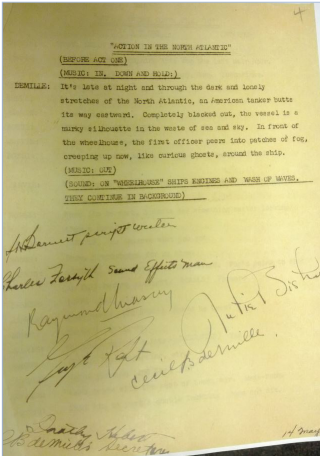 4
"ACTION IN THE NORTH ATLANTIC"
(BEFORE ACT ONE)
(MUSIC: IN, DOWN AND HOLD:)
DEMILLE: It's late at night and through the dark and lonely
stretches of the North Atlantic, an American tanker butts
its way eastward. Completely blacked out, the vessel is a
murky silhouette in the waste of sea and sky. In front of
the wheelhouse, the first officer peers into patches of fog,
creeping up now, like curious ghosts, around the ship.
(MUSIC: OUT)
(SOUND: ON "WHEELHOUSE" SHIPS ENGINES AND WASH OF WAVES.
THEY CONTINUE IN BACKGROUND)
script writer
Charles Forsyth Sound Effects man
Raymond Massey
George Raft
Cecil B deMille
C B deMille's Secretary
14 May